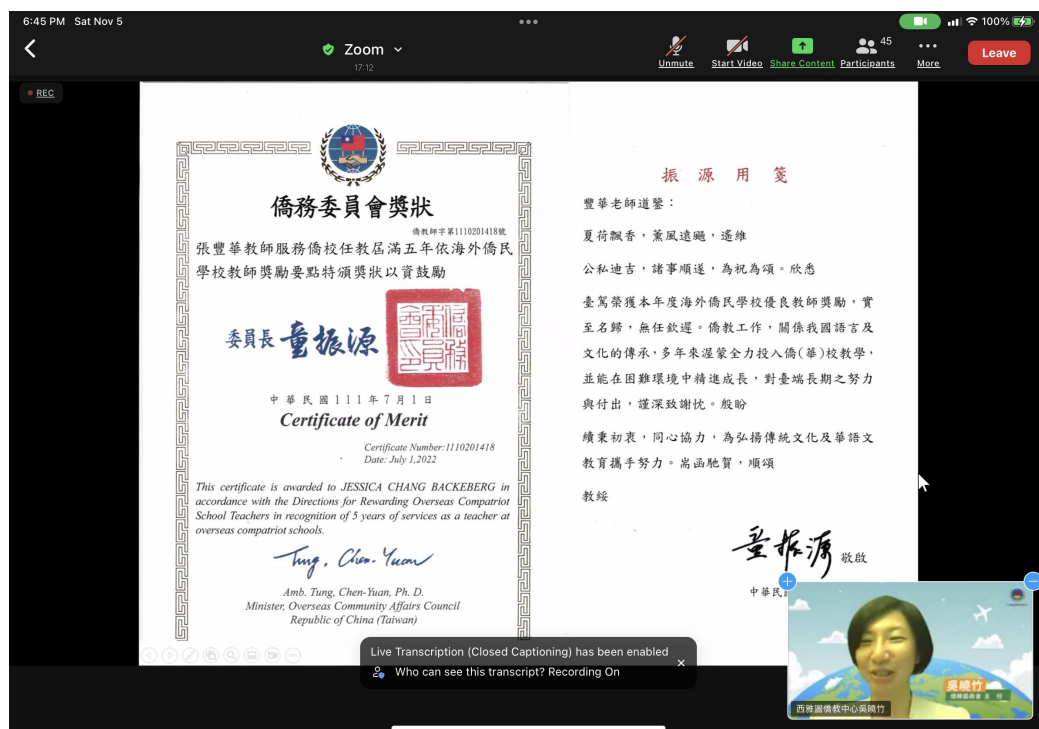 6:45 PM Sat Nov 5
100%
Zoom
17:12
Unmute
Start Video
Share Content
45
Participants
More
Leave
REC
僑務委員會獎狀
僑教師字第1110201418號
張豐華教師服務僑校任教屆滿五年依海外僑民
學校教師獎勵要點特頒獎狀以資鼓勵
委員長 童振源
僑務委員會印
中華民國111年7月1日
Certificate of Merit
Certificate Number:1110201418
Date: July 1,2022
This certificate is awarded to JESSICA CHANG BACKEBERG in
accordance with the Directions for Rewarding Overseas Compatriot
School Teachers in recognition of 5 years of services as a teacher at
overseas compatriot schools.
Tung, Chen-Yuan
Amb. Tung, Chen-Yuan, Ph. D.
Minister, Overseas Community Affairs Council
Republic of China (Taiwan)
振源用箋
豐華老師道鑒：
夏荷飄香，薰風遠颺，遙維
公私迪吉，諸事順遂，為祝為頌。欣悉
臺駕榮獲本年度海外僑民學校優良教師獎勵，實
至名歸，無任欽遲。僑教工作，關係我國語言及
文化的傳承，多年來渥蒙全力投入僑(華)校教學，
並能在困難環境中精進成長，對臺端長期之努力
與付出，謹深致謝忱。殷盼
續秉初衷，同心協力，為弘揚傳統文化及華語文
教育攜手努力。耑函馳賀，順頌
教綏
童振源 敬啟
中華民
Live Transcription (Closed Captioning) has been enabled
Who can see this transcript? Recording On
吳曉竹
西雅圖僑教中心吳曉竹